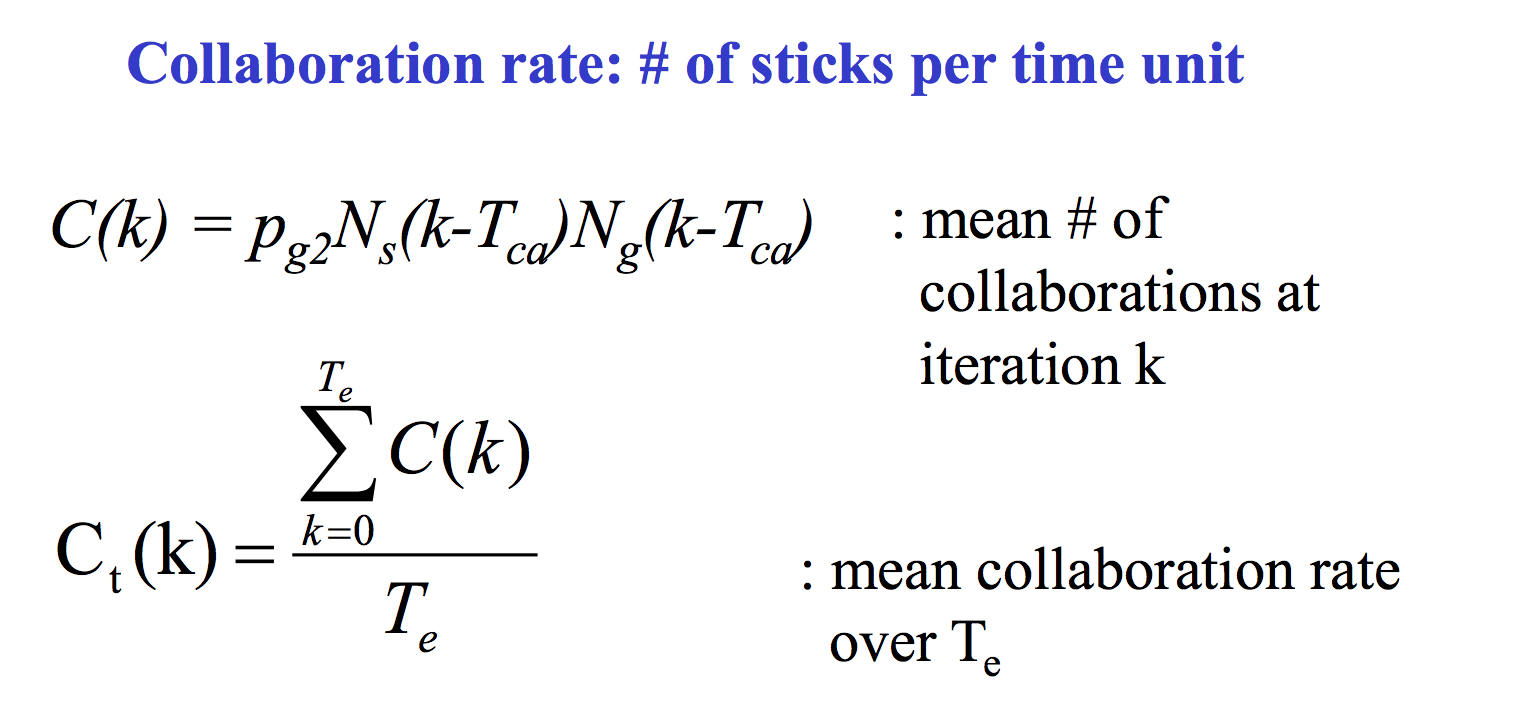 Collaboration rate: # of sticks per time unit
C(k) = p_{g2}N_s(k-T_{ca})N_g(k-T_{ca})
: mean # of
collaborations at
iteration k
C_t(k) = \frac{\sum_{k=0}^{T_e} C(k)}{T_e}
: mean collaboration rate
over T_e